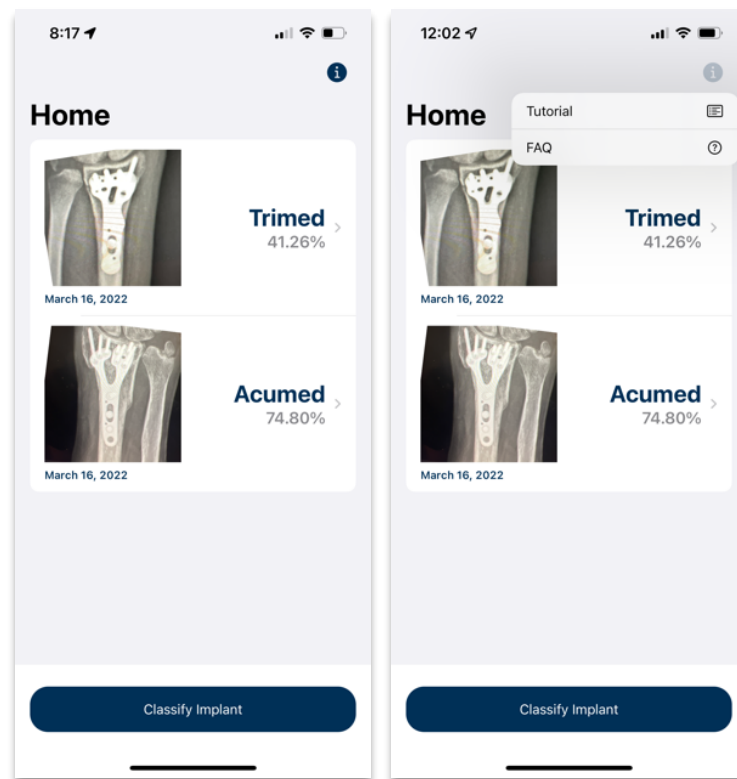 8:17
Home
Trimed
41.26%
March 16, 2022
Acumed
74.80%
March 16, 2022
Classify Implant
12:02
Home
Tutorial
FAQ
Trimed
41.26%
March 16, 2022
Acumed
74.80%
March 16, 2022
Classify Implant